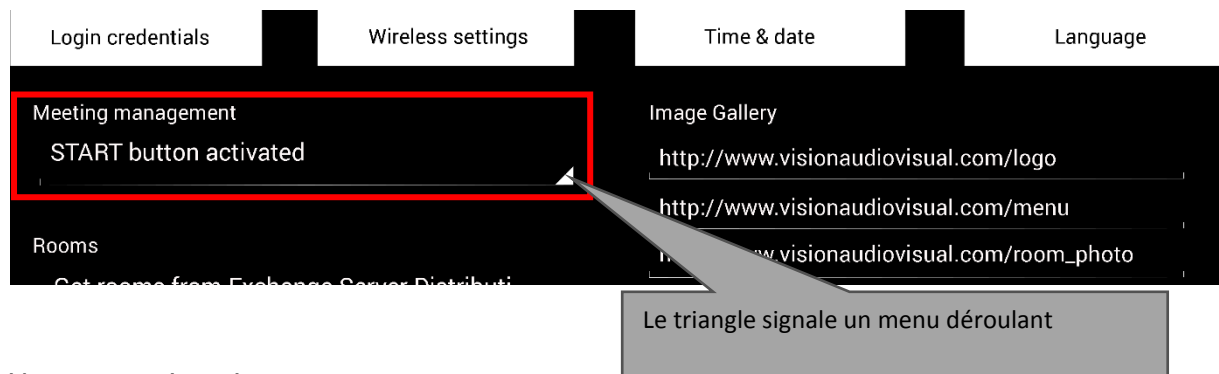 Login credentials
Wireless settings
Time & date
Language
Meeting management
START button activated
Rooms
Image Gallery
http://www.visionaudiovisual.com/logo
http://www.visionaudiovisual.com/menu
www.visionaudiovisual.com/room_photo
Le triangle signale un menu déroulant